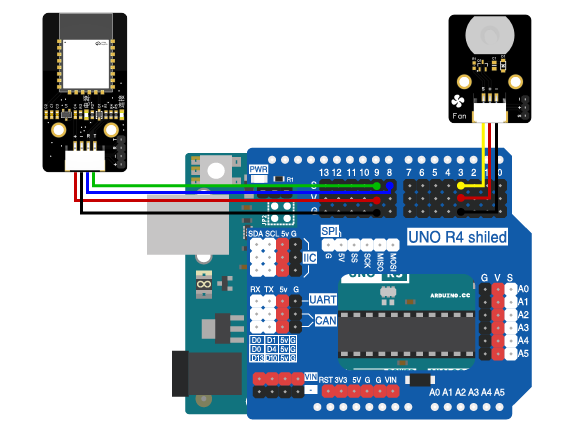 Fan
PWR
R1
13 12 11 10 9 8 7 6 5 4 3 2 1 0
G
V
S
JP2
SPI
UNO R4 shiled
SDA SCL 5v G
IIC
G 5V SS SCK MISO MOSI
RX TX 5v G
UART
CAN
ARDUINO.CC
G V S
A0
A1
A2
A3
A4
A5
D0 D1 5v G
D0 D4 5v G
D13 D10 5v G
VIN
-
RST 3V3 5V G G VIN
A0 A1 A2 A3 A4 A5